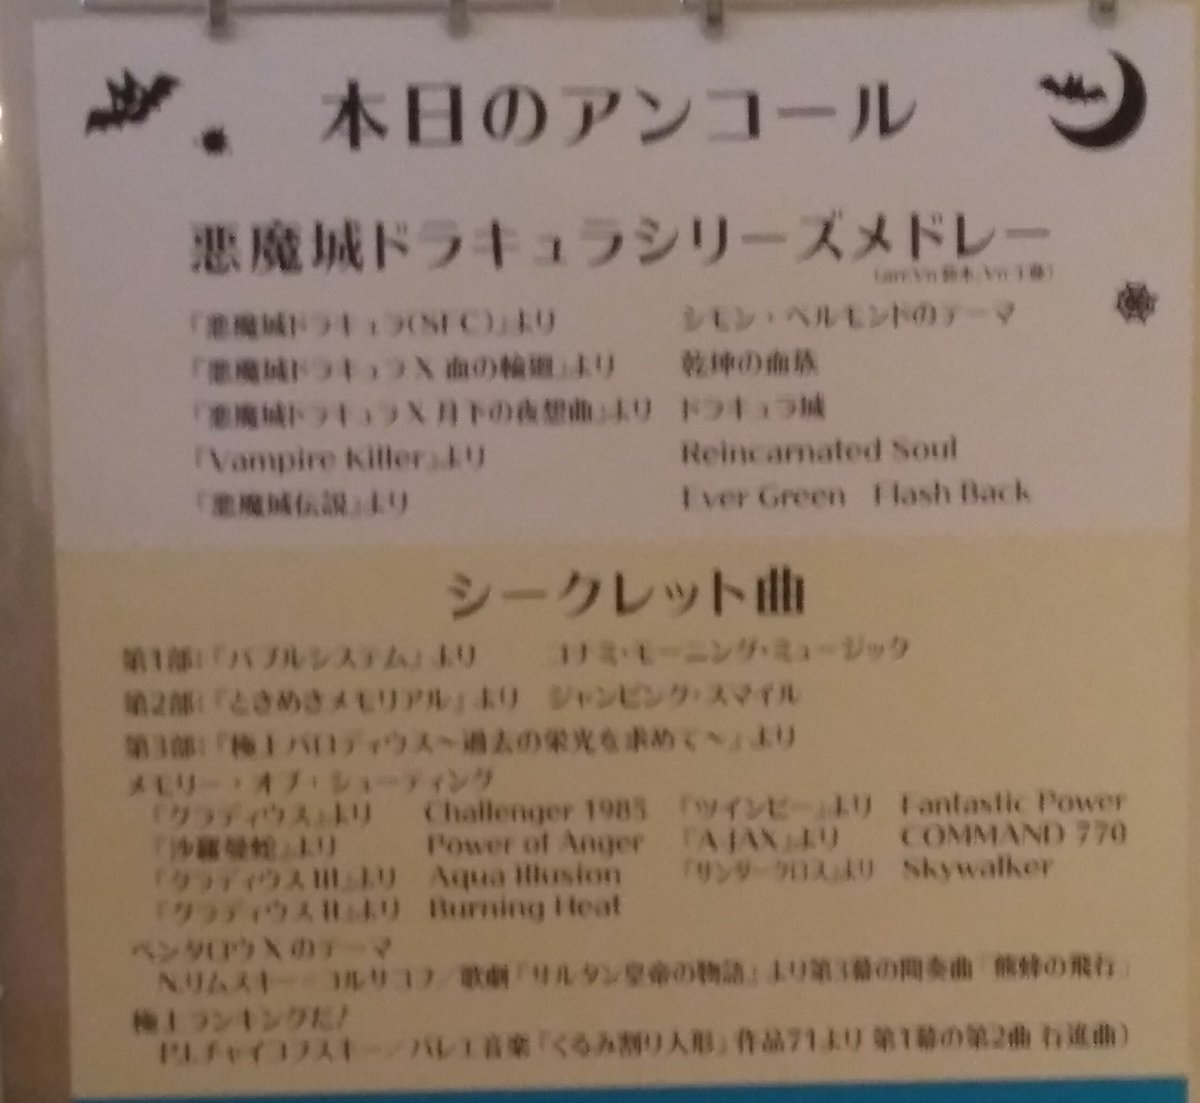 本日のアンコール
悪魔城ドラキュラシリーズメドレー
『悪魔城ドラキュラ(SFC)』より シモン・ベルモンドのテーマ
『悪魔城ドラキュラX 血の輪廻』より 乾坤の血族
『悪魔城ドラキュラX 月下の夜想曲』より ドラキュラ城
『Vampire Killer』より Reincarnated Soul
『悪魔城伝説』より Ever Green Flash Back
シークレット曲
第1部:『バブルシステム』より コナミ・モーニング・ミュージック
第2部:『ときめきメモリアル』より ジャンピング・スマイル
第3部:『極上パロディウス〜過去の栄光を求めて〜』より
メモリー・オブ・シューティング
『グラディウス』より Challenger 1985 『ツインビー』より Fantastic Power
『沙羅曼蛇』より Power of Anger 『A-JAX』より COMMAND 770
『グラディウスIII』より Aqua Illusion 『サンダークロス』より Skywalker
『グラディウスII』より Burning Heat
ペンタロウXのテーマ
N.リムスキー=コルサコフ/歌劇『サルタン皇帝の物語』より第3幕の間奏曲「熊蜂の飛行」
極上ランキングだ!
P.I.チャイコフスキー/バレエ音楽『くるみ割り人形』作品71より 第1幕の第2曲 行進曲)